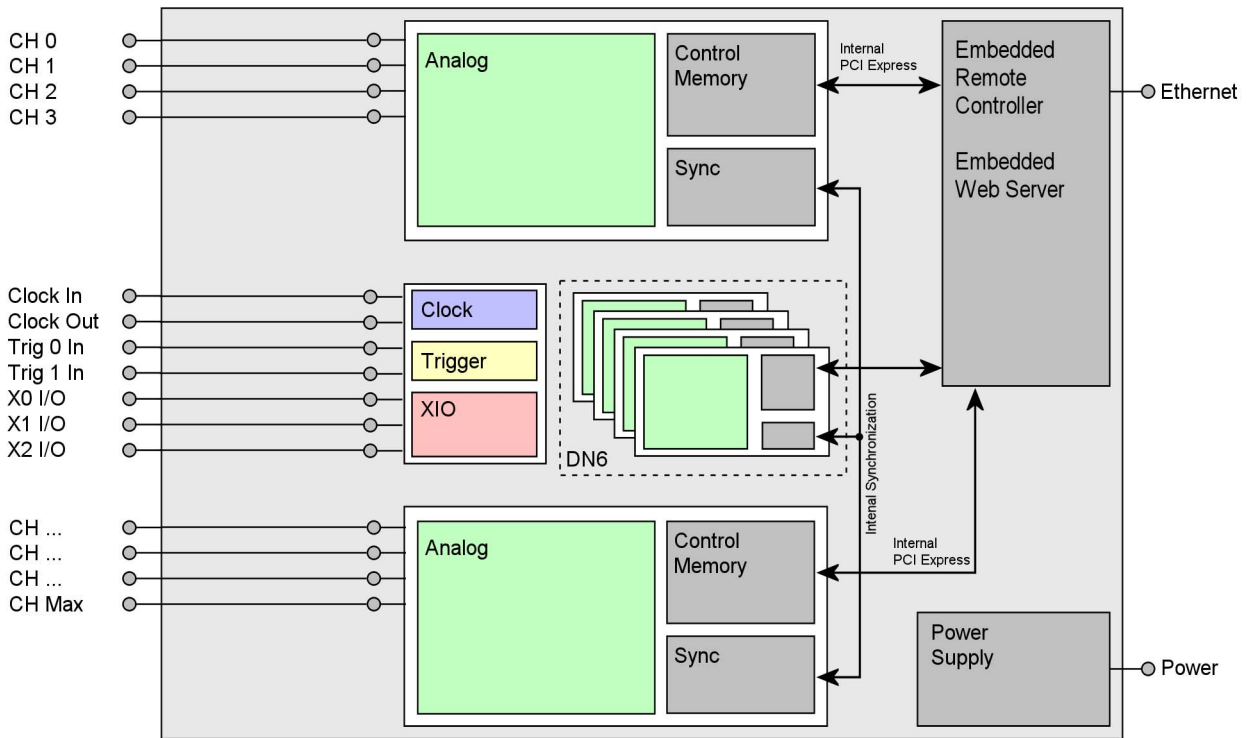 CH 0
CH 1
CH 2
CH 3
Analog
Control
Memory
Sync
Internal
PCI Express
Embedded
Remote
Controller
Embedded
Web Server
Ethernet
Clock In
Clock Out
Trig 0 In
Trig 1 In
X0 I/O
X1 I/O
X2 I/O
Clock
Trigger
XIO
DN6
Intenal Synchronization
CH ...
CH ...
CH ...
CH Max
Analog
Control
Memory
Sync
Internal
PCI Express
Power
Supply
Power